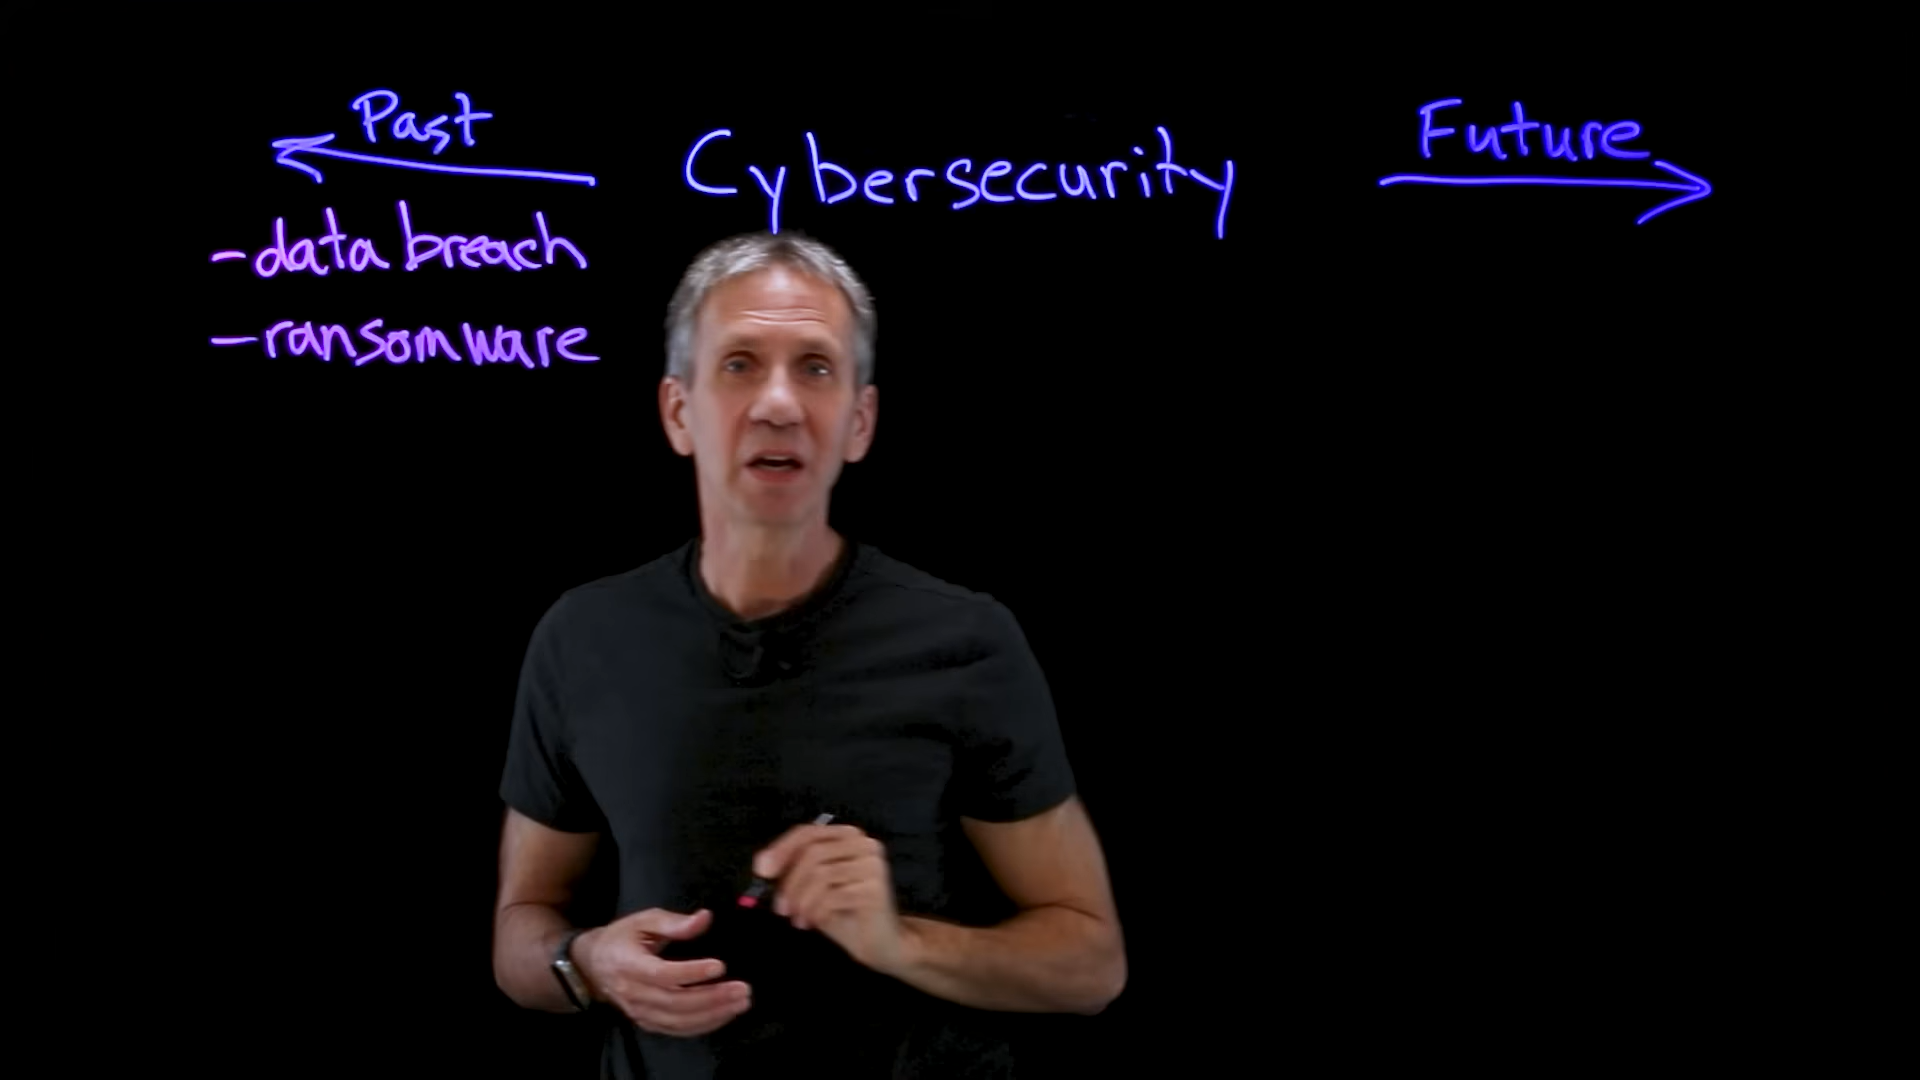 Past
Cybersecurity
Future
- data breach
- ransomware